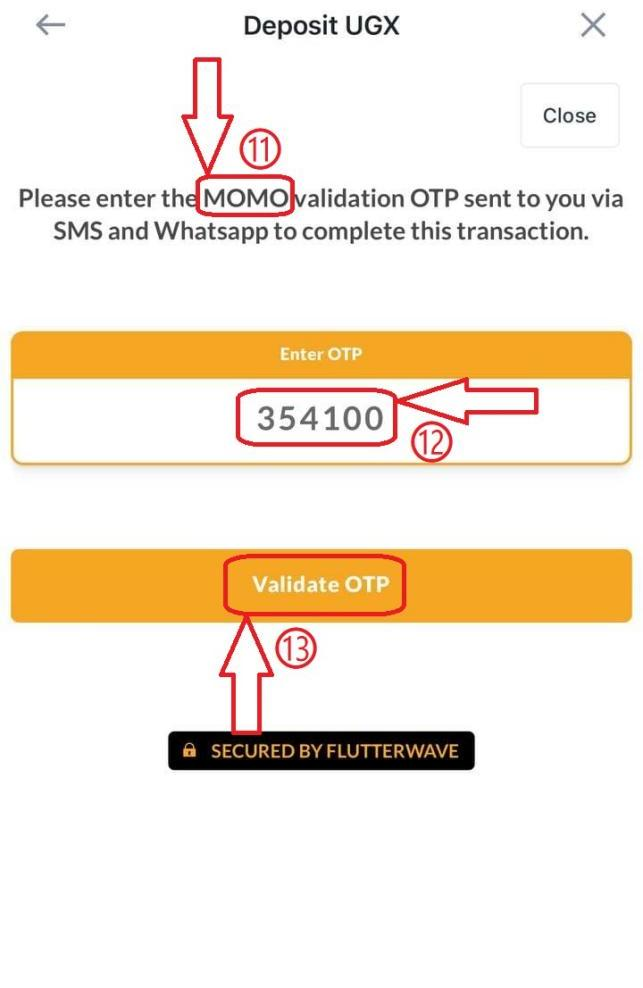 Deposit UGX
Close
⑪
Please enter the MOMO validation OTP sent to you via
SMS and Whatsapp to complete this transaction.
Enter OTP
354100
⑫
Validate OTP
⑬
SECURED BY FLUTTERWAVE